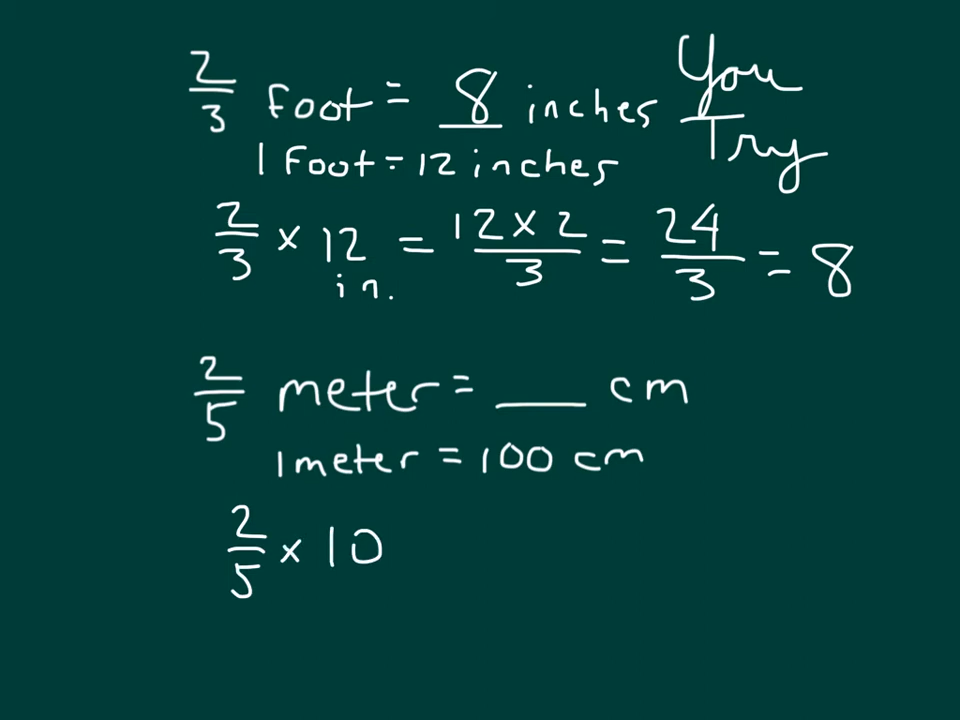 2/3 Foot = 8 inches
You Try
1 Foot = 12 inches
2/3 × 12 in. = 12 × 2/3 = 24/3 = 8
2/5 meter = ___ cm
1 meter = 100 cm
2/5 × 10